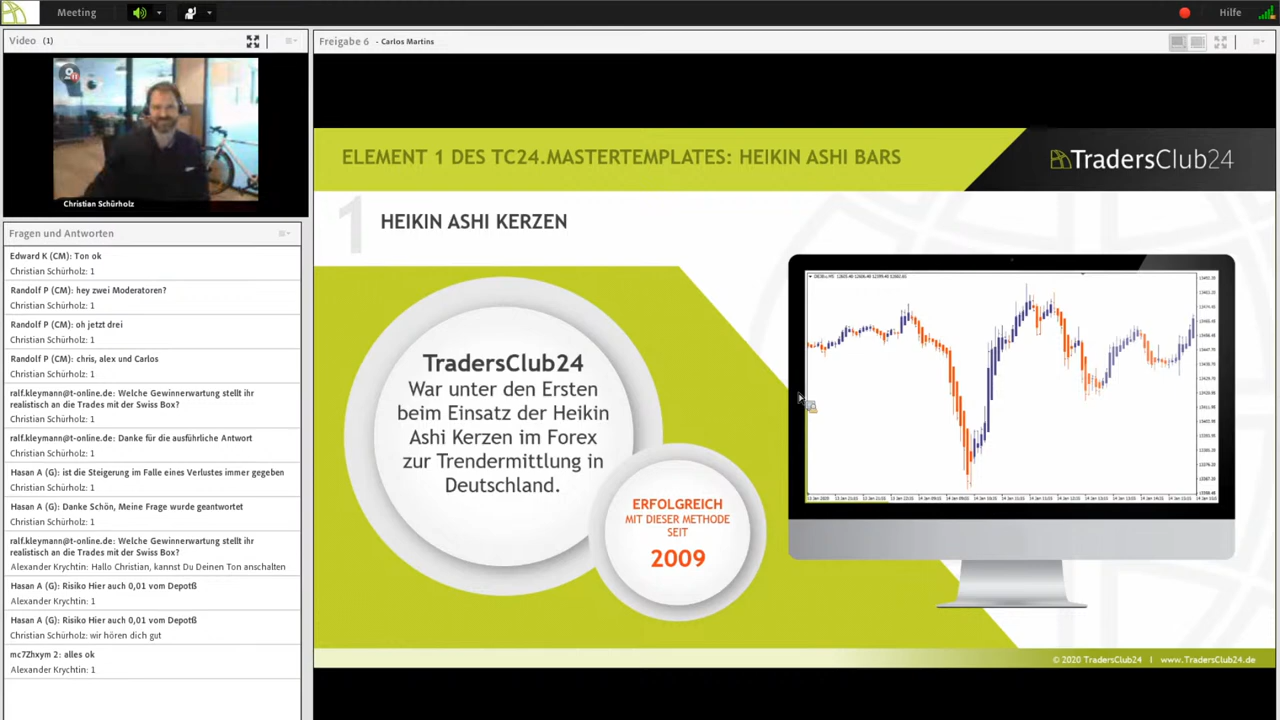 Meeting
Hilfe
Video (1)
Christian Schürholz
Fragen und Antworten
Edward K (CM): Ton ok
Christian Schürholz: 1
Randolf P (CM): hey zwei Moderatoren?
Christian Schürholz: 1
Randolf P (CM): oh jetzt drei
Christian Schürholz: 1
Randolf P (CM): chris, alex und Carlos
Christian Schürholz: 1
ralf.kleymann@t-online.de: Welche Gewinnerwartung stellt ihr
realistisch an die Trades mit der Swiss Box?
Christian Schürholz: 1
ralf.kleymann@t-online.de: Danke für die ausführliche Antwort
Christian Schürholz: 1
Hasan A (G): ist die Steigerung im Falle eines Verlustes immer gegeben
Christian Schürholz: 1
Hasan A (G): Danke Schön, Meine Frage wurde geantwortet
Christian Schürholz: 1
ralf.kleymann@t-online.de: Welche Gewinnerwartung stellt ihr
realistisch an die Trades mit der Swiss Box?
Alexander Krychtin: Hallo Christian, kannst Du Deinen Ton anschalten
Hasan A (G): Risiko Hier auch 0,01 vom Depotß
Alexander Krychtin: 1
Hasan A (G): Risiko Hier auch 0,01 vom Depotß
Christian Schürholz: wir hören dich gut
mc7Zhxym 2: alles ok
Alexander Krychtin: 1
Freigabe 6 - Carlos Martins
ELEMENT 1 DES TC24.MASTERTEMPLATES: HEIKIN ASHI BARS
TradersClub24
1 HEIKIN ASHI KERZEN
TradersClub24
War unter den Ersten
beim Einsatz der Heikin
Ashi Kerzen im Forex
zur Trendermittlung in
Deutschland.
ERFOLGREICH
MIT DIESER METHODE
SEIT
2009
© 2020 TradersClub24 | www.TradersClub24.de